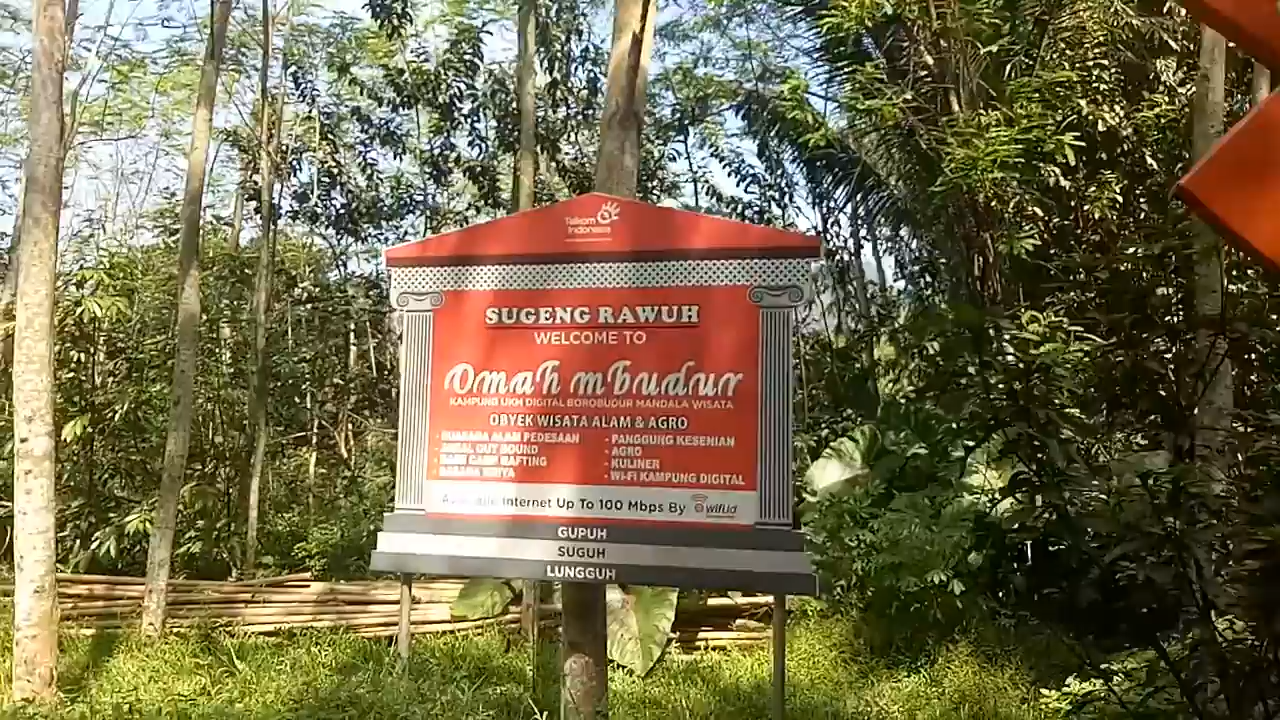 Telkom
Indonesia
SUGENG RAWUH
WELCOME TO
Omah mBudur
KAMPUNG UKM DIGITAL BOROBUDUR MANDALA WISATA
OBYEK WISATA ALAM & AGRO
ALAM PEDESAAN
- PANGGUNG KESENIAN
OUT BOUND
- AGRO
RAFTING
- KULINER
- WI-FI KAMPUNG DIGITAL
Internet Up To 100 Mbps By wifi.id
GUPUH
SUGUH
LUNGGUH